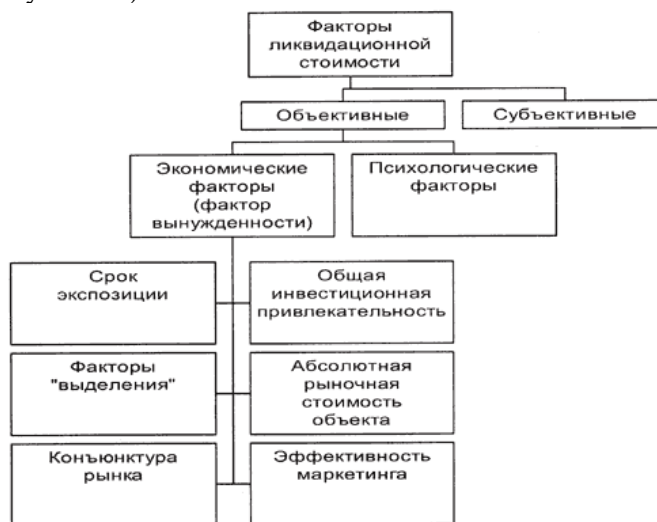 Факторы
ликвидационной
стоимости
Объективные
Субъективные
Экономические
факторы
(фактор
вынужденности)
Психологические
факторы
Срок
экспозиции
Общая
инвестиционная
привлекательность
Факторы
"выделения"
Абсолютная
рыночная
стоимость
объекта
Конъюнктура
рынка
Эффективность
маркетинга